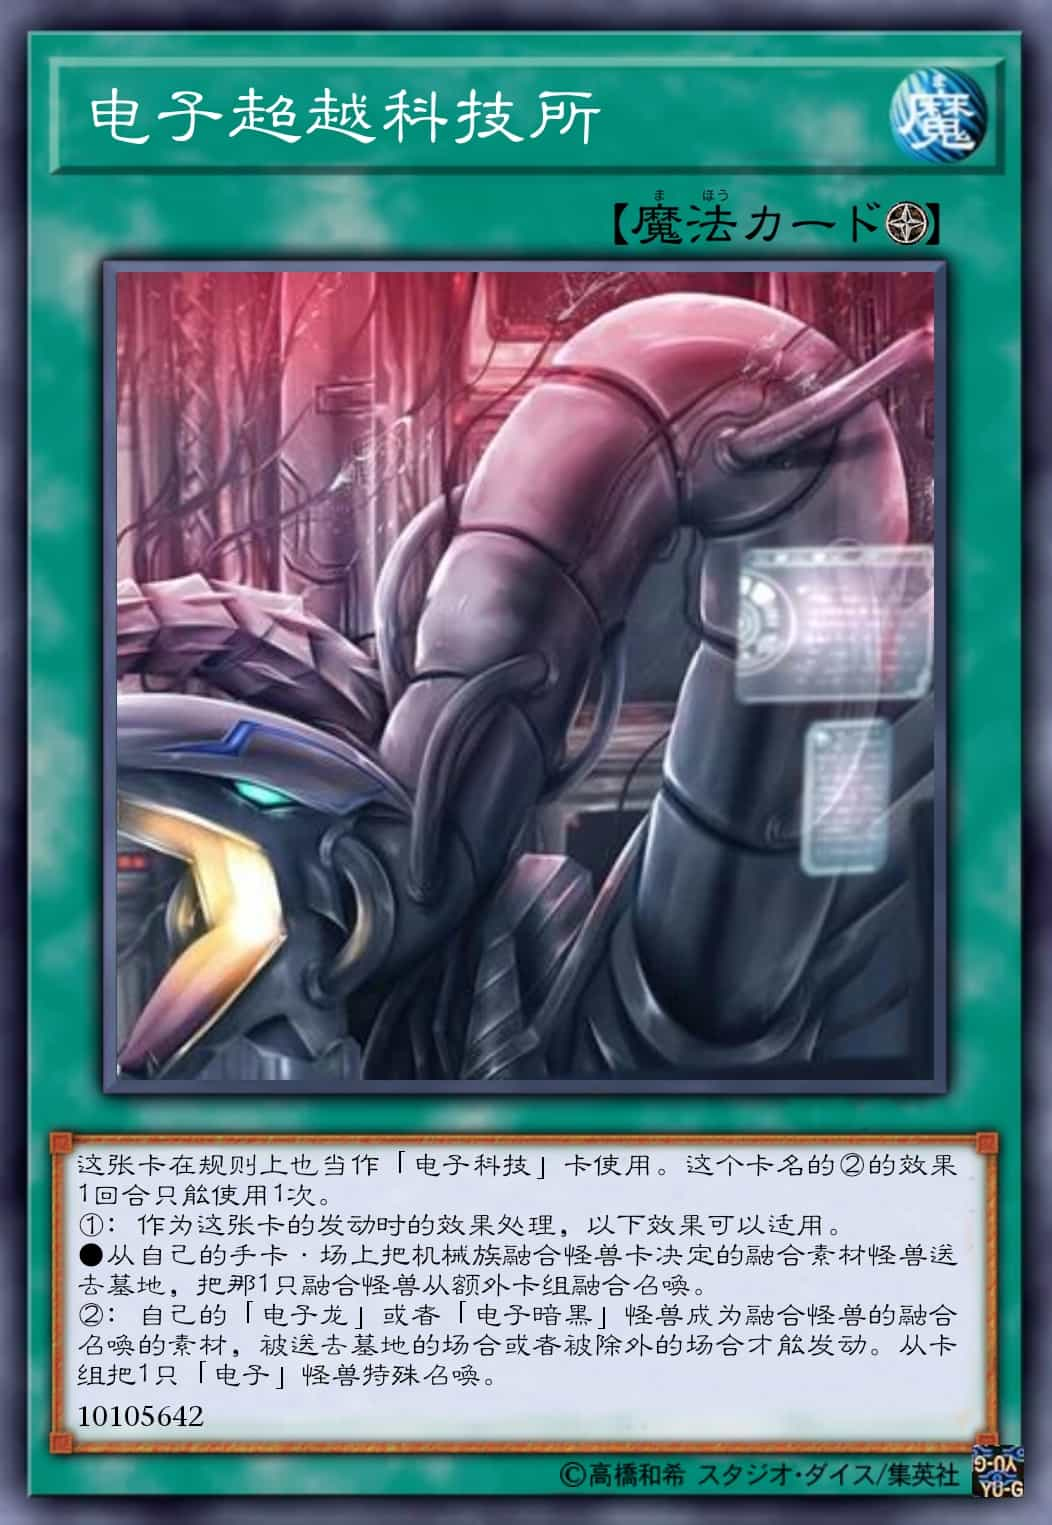 电子超越科技所
魔
ま ほう
【魔法カード】
这张卡在规则上也当作「电子科技」卡使用。这个卡名的②的效果
1回合只能使用1次。
①：作为这张卡的发动时的效果处理，以下效果可以适用。
●从自己的手卡·场上把机械族融合怪兽卡决定的融合素材怪兽送
去墓地，把那1只融合怪兽从额外卡组融合召唤。
②：自己的「电子龙」或者「电子暗黑」怪兽成为融合怪兽的融合
召唤的素材，被送去墓地的场合或者被除外的场合才能发动。从卡
组把1只「电子」怪兽特殊召唤。
10105642
©高橋和希 スタジオ·ダイス/集英社
YU-G
YU-G